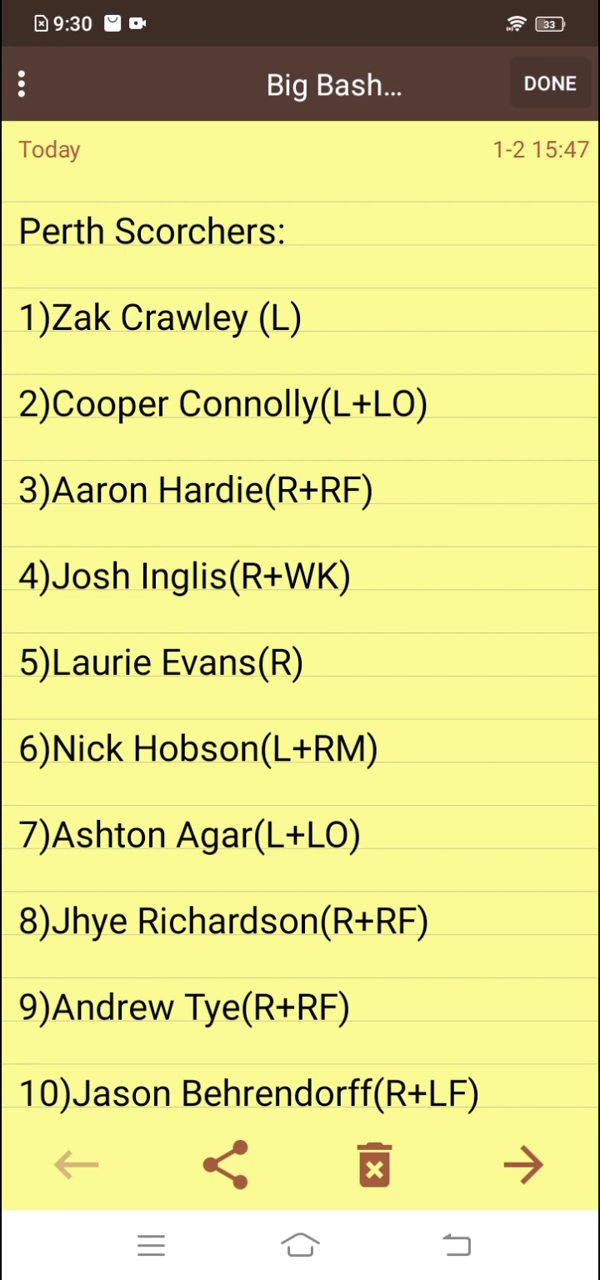 9:30 33
Big Bash... DONE
Today 1-2 15:47
Perth Scorchers:
1)Zak Crawley (L)
2)Cooper Connolly(L+LO)
3)Aaron Hardie(R+RF)
4)Josh Inglis(R+WK)
5)Laurie Evans(R)
6)Nick Hobson(L+RM)
7)Ashton Agar(L+LO)
8)Jhye Richardson(R+RF)
9)Andrew Tye(R+RF)
10)Jason Behrendorff(R+LF)